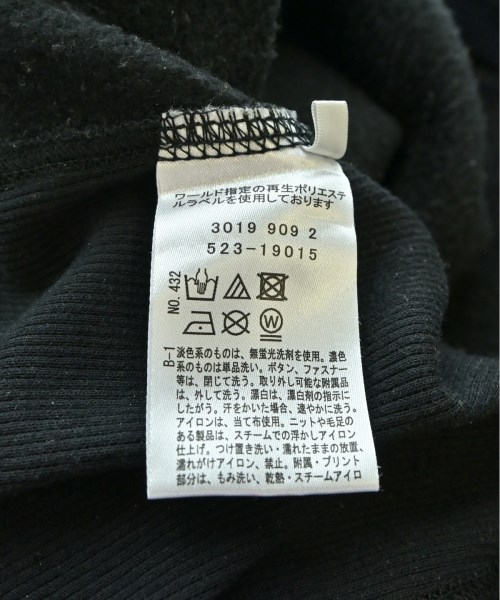 ワールド指定の再生ポリエステ
ルラベルを使用しております
3019 909 2
523-19015
NO. 432
W
B-1
淡色系のものは、無蛍光洗剤を使用。濃色
系のものは単品洗い。ボタン、ファスナー
等は、閉じて洗う。取り外し可能な附属品
は、外して洗う。漂白は、漂白剤の指示に
したがう。汗をかいた場合、速やかに洗う。
アイロンは、当て布使用。ニットや毛足の
ある製品は、スチームでの浮かしアイロン
仕上げ。つけ置き洗い・濡れたままの放置、
濡れがけアイロン、禁止。附属・プリント
部分は、もみ洗い、乾熱・スチームアイロ